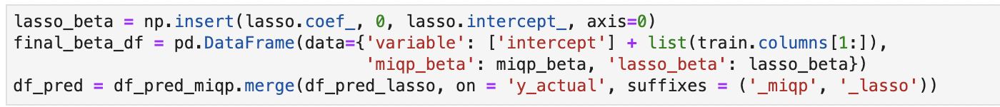 lasso_beta = np.insert(lasso.coef_, 0, lasso.intercept_, axis=0)
final_beta_df = pd.DataFrame(data={'variable': ['intercept'] + list(train.columns[1:]),
                                   'miqp_beta': miqp_beta, 'lasso_beta': lasso_beta})
df_pred = df_pred_miqp.merge(df_pred_lasso, on = 'y_actual', suffixes = ('_miqp', '_lasso'))